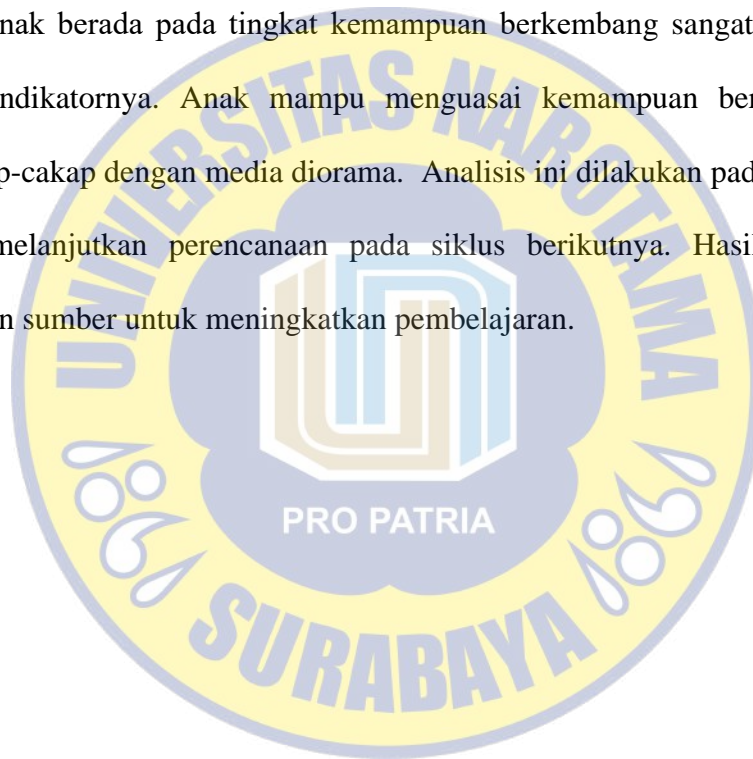 nak berada pada tingkat kemampuan berkembang sangat
ndikatornya. Anak mampu menguasai kemampuan ber
p-cakap dengan media diorama. Analisis ini dilakukan pad
melanjutkan perencanaan pada siklus berikutnya. Hasil
n sumber untuk meningkatkan pembelajaran.
UNIVERSITAS NAROTAMA
PRO PATRIA
SURABAYA